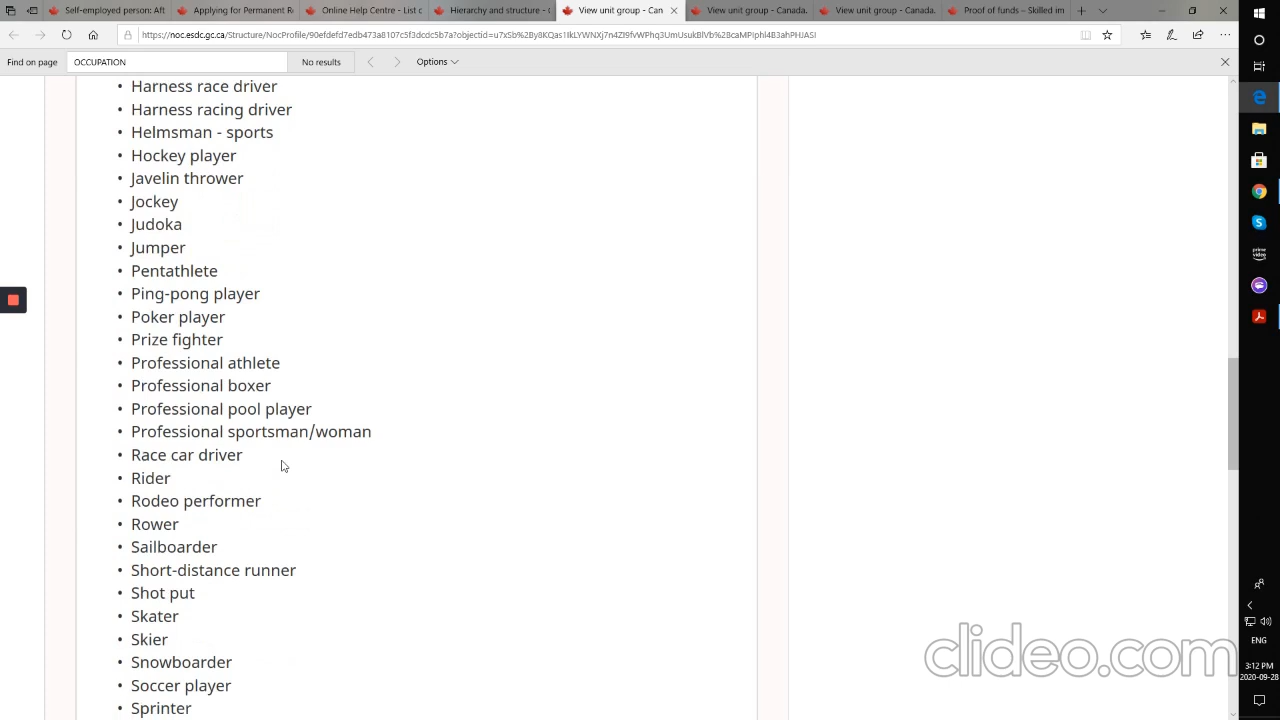 Self-employed person: Aft
Applying for Permanent R
Online Help Centre - List c
Hierarchy and structure - (
View unit group - Can
View unit group - Canada.
View unit group - Canada.
Proof of funds – Skilled im
Find on page
OCCUPATION
No results
Options
• Harness race driver
• Harness racing driver
• Helmsman - sports
• Hockey player
• Javelin thrower
• Jockey
• Judoka
• Jumper
• Pentathlete
• Ping-pong player
• Poker player
• Prize fighter
• Professional athlete
• Professional boxer
• Professional pool player
• Professional sportsman/woman
• Race car driver
• Rider
• Rodeo performer
• Rower
• Sailboarder
• Short-distance runner
• Shot put
• Skater
• Skier
• Snowboarder
• Soccer player
• Sprinter
prime video
ENG
3:12 PM
2020-09-28
clideo.com